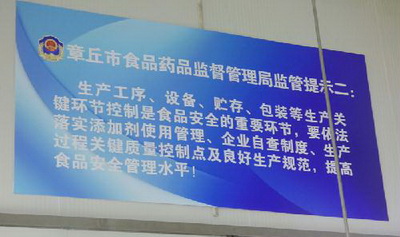 章丘市食品药品监督管理局监管提示二：
生产工序、设备、贮存、包装等生产关
键环节控制是食品安全的重要环节，要依法
落实添加剂使用管理、企业自查制度、生产
过程关键质量控制点及良好生产规范，提高
食品安全管理水平！